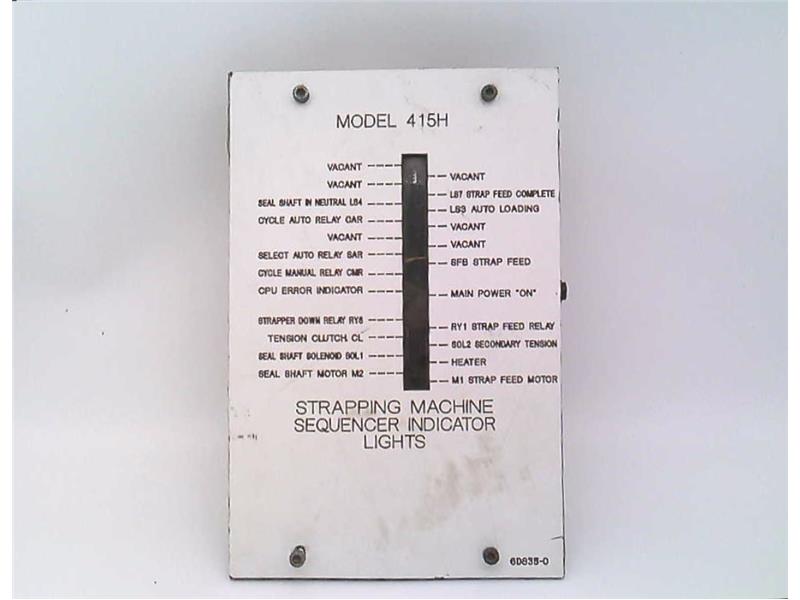 MODEL 415H
VACANT
VACANT
SEAL SHAFT IN NEUTRAL LS4
CYCLE AUTO RELAY CAR
VACANT
SELECT AUTO RELAY SAR
CYCLE MANUAL RELAY CMR
CPU ERROR INDICATOR
STRAPPER DOWN RELAY RY8
TENSION CLUTCH CL
SEAL SHAFT SOLENOID SOL1
SEAL SHAFT MOTOR M2
VACANT
LS7 STRAP FEED COMPLETE
LS3 AUTO LOADING
VACANT
VACANT
SFB STRAP FEED
MAIN POWER "ON"
RY1 STRAP FEED RELAY
SOL2 SECONDARY TENSION
HEATER
M1 STRAP FEED MOTOR
STRAPPING MACHINE
SEQUENCER INDICATOR
LIGHTS
6D835-0